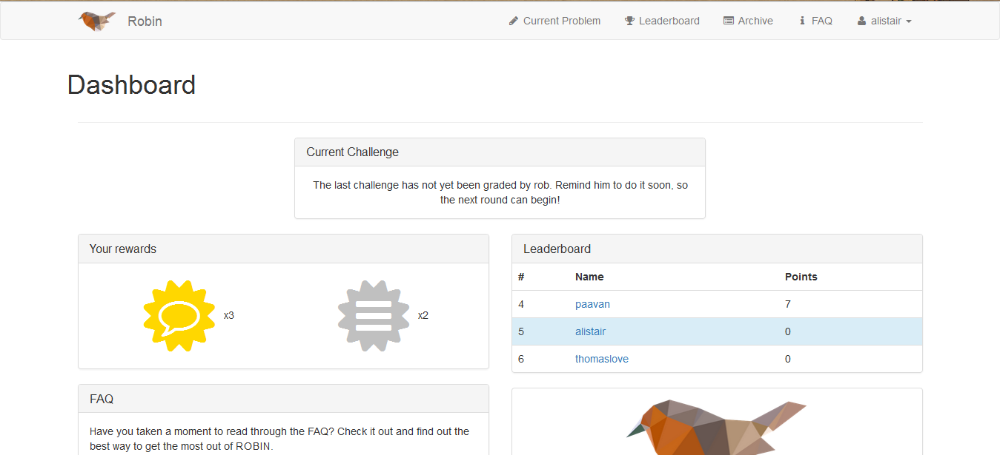 Robin
Current Problem
Leaderboard
Archive
FAQ
alistair
Dashboard
Current Challenge
The last challenge has not yet been graded by rob. Remind him to do it soon, so
the next round can begin!
Your rewards
x3
x2
Leaderboard
# Name Points
4 paavan 7
5 alistair 0
6 thomaslove 0
FAQ
Have you taken a moment to read through the FAQ? Check it out and find out the
best way to get the most out of ROBIN.